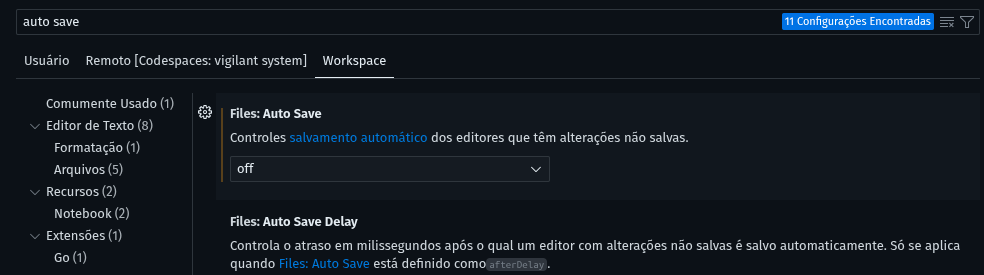 auto save
11 Configurações Encontradas
Usuário Remoto [Codespaces: vigilant system] Workspace
Comumente Usado (1)
Editor de Texto (8)
Formatação (1)
Arquivos (5)
Recursos (2)
Notebook (2)
Extensões (1)
Go (1)
Files: Auto Save
Controles salvamento automático dos editores que têm alterações não salvas.
off
Files: Auto Save Delay
Controla o atraso em milissegundos após o qual um editor com alterações não salvas é salvo automaticamente. Só se aplica
quando Files: Auto Save está definido como afterDelay.